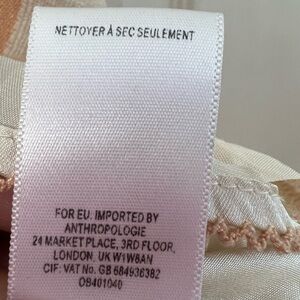 NETTOYER À SEC SEULEMENT
FOR EU. IMPORTED BY
ANTHROPOLOGIE
24 MARKET PLACE, 3RD FLOOR,
LONDON, UK W1W8AN
CIF: VAT No. GB 684936382
OB401040